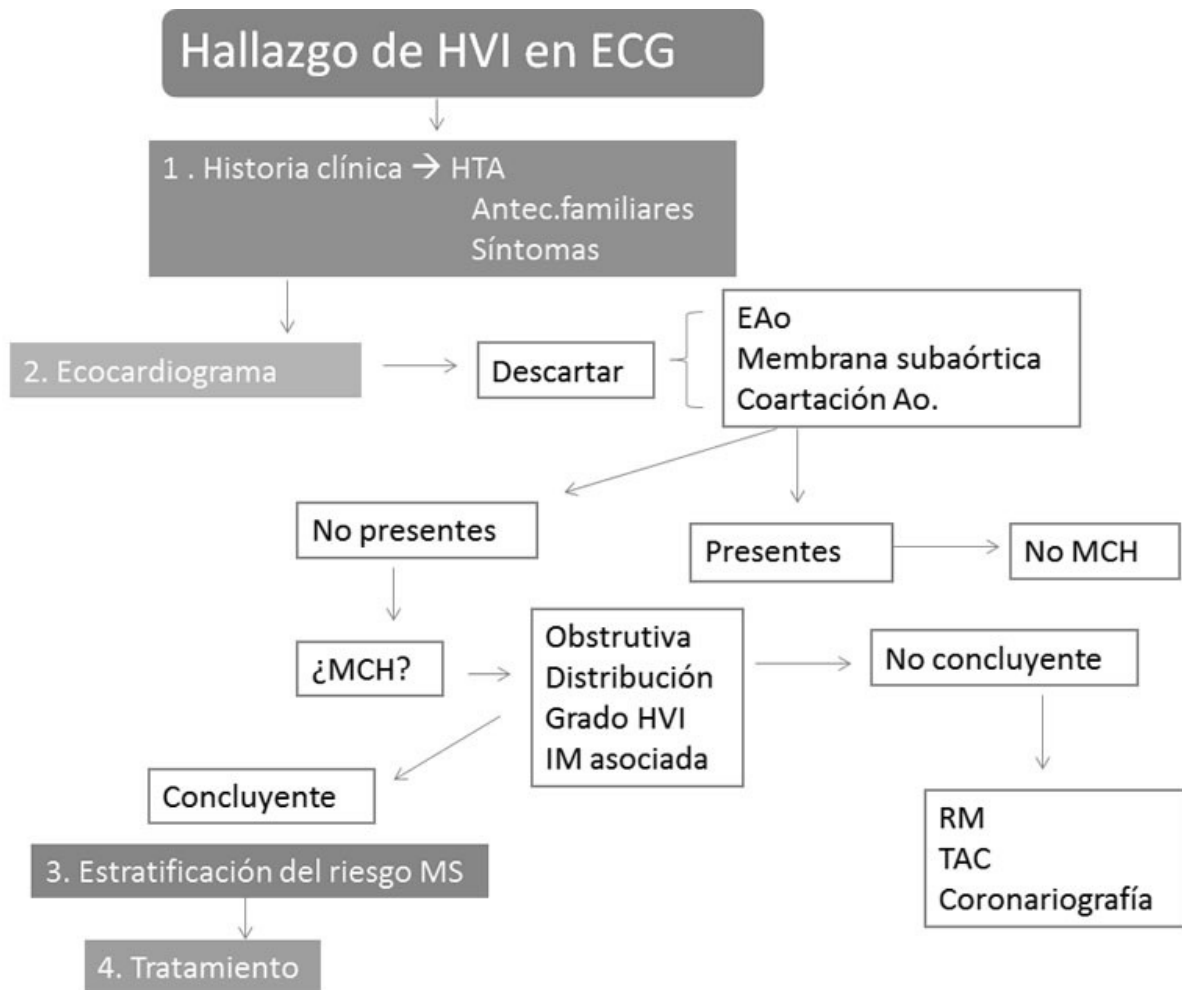 Hallazgo de HVI en ECG
1 . Historia clínica → HTA
Antec.familiares
Síntomas
2. Ecocardiograma
Descartar
EAo
Membrana subaórtica
Coartación Ao.
No presentes
Presentes
No MCH
¿MCH?
Obstrutiva
Distribución
Grado HVI
IM asociada
No concluyente
Concluyente
RM
TAC
Coronariografía
3. Estratificación del riesgo MS
4. Tratamiento